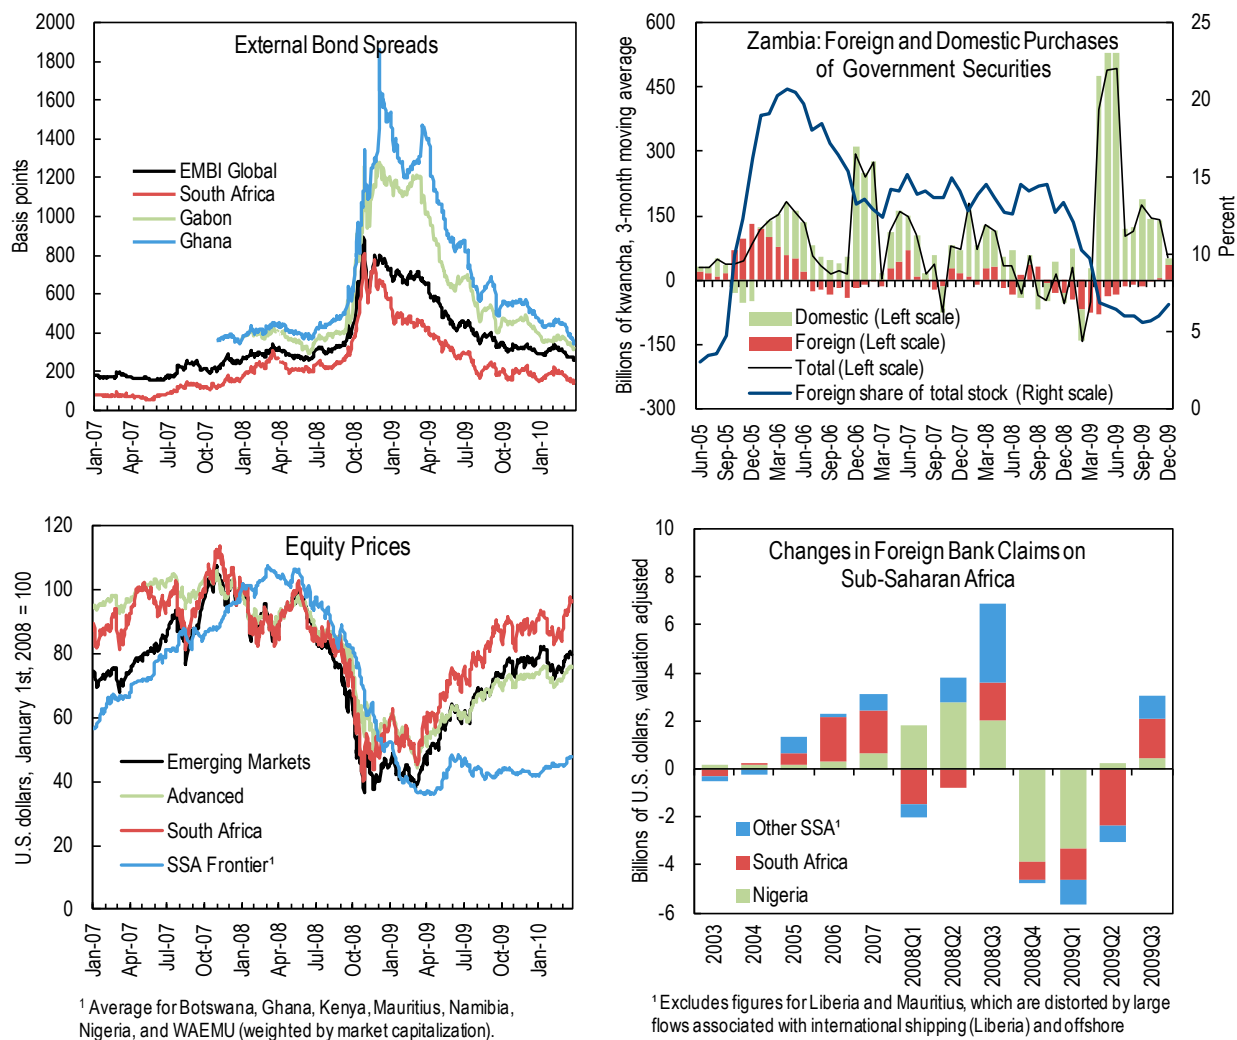 External Bond Spreads
Basis points
2000
1800
1600
1400
1200
1000
800
600
400
200
0
EMBI Global
South Africa
Gabon
Ghana
Jan-07
Apr-07
Jul-07
Oct-07
Jan-08
Apr-08
Jul-08
Oct-08
Jan-09
Apr-09
Jul-09
Oct-09
Jan-10
Zambia: Foreign and Domestic Purchases
of Government Securities
Billions of kwancha, 3-month moving average
600
450
300
150
0
-150
-300
Percent
25
20
15
10
5
0
Domestic (Left scale)
Foreign (Left scale)
Total (Left scale)
Foreign share of total stock (Right scale)
Jun-05
Sep-05
Dec-05
Mar-06
Jun-06
Sep-06
Dec-06
Mar-07
Jun-07
Sep-07
Dec-07
Mar-08
Jun-08
Sep-08
Dec-08
Mar-09
Jun-09
Sep-09
Dec-09
Equity Prices
U.S. dollars, January 1st, 2008 = 100
120
100
80
60
40
20
0
Emerging Markets
Advanced
South Africa
SSA Frontier¹
Jan-07
Apr-07
Jul-07
Oct-07
Jan-08
Apr-08
Jul-08
Oct-08
Jan-09
Apr-09
Jul-09
Oct-09
Jan-10
¹ Average for Botswana, Ghana, Kenya, Mauritius, Namibia,
Nigeria, and WAEMU (weighted by market capitalization).
Changes in Foreign Bank Claims on
Sub-Saharan Africa
Billions of U.S. dollars, valuation adjusted
10
8
6
4
2
0
-2
-4
-6
Other SSA¹
South Africa
Nigeria
2003
2004
2005
2006
2007
2008Q1
2008Q2
2008Q3
2008Q4
2009Q1
2009Q2
2009Q3
¹ Excludes figures for Liberia and Mauritius, which are distorted by large
flows associated with international shipping (Liberia) and offshore